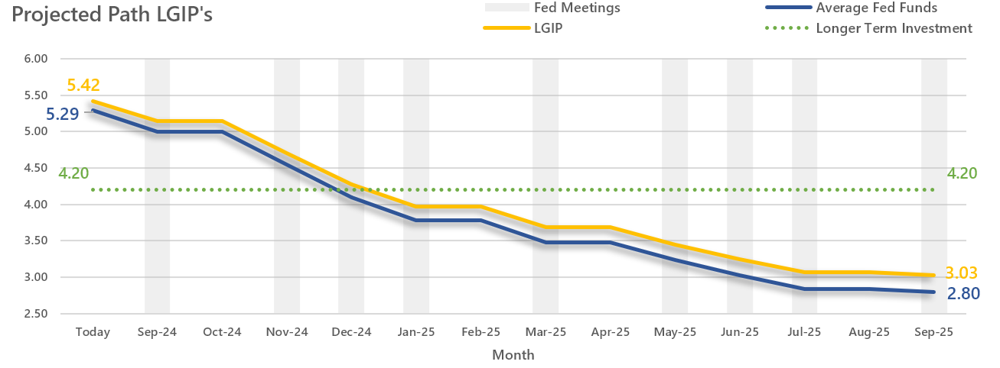 Projected Path LGIP's
Fed Meetings
Average Fed Funds
LGIP
Longer Term Investment
6.00
5.50
5.00
4.50
4.00
3.50
3.00
2.50
5.42
5.29
4.20
4.20
3.03
2.80
Today Sep-24 Oct-24 Nov-24 Dec-24 Jan-25 Feb-25 Mar-25 Apr-25 May-25 Jun-25 Jul-25 Aug-25 Sep-25
Month